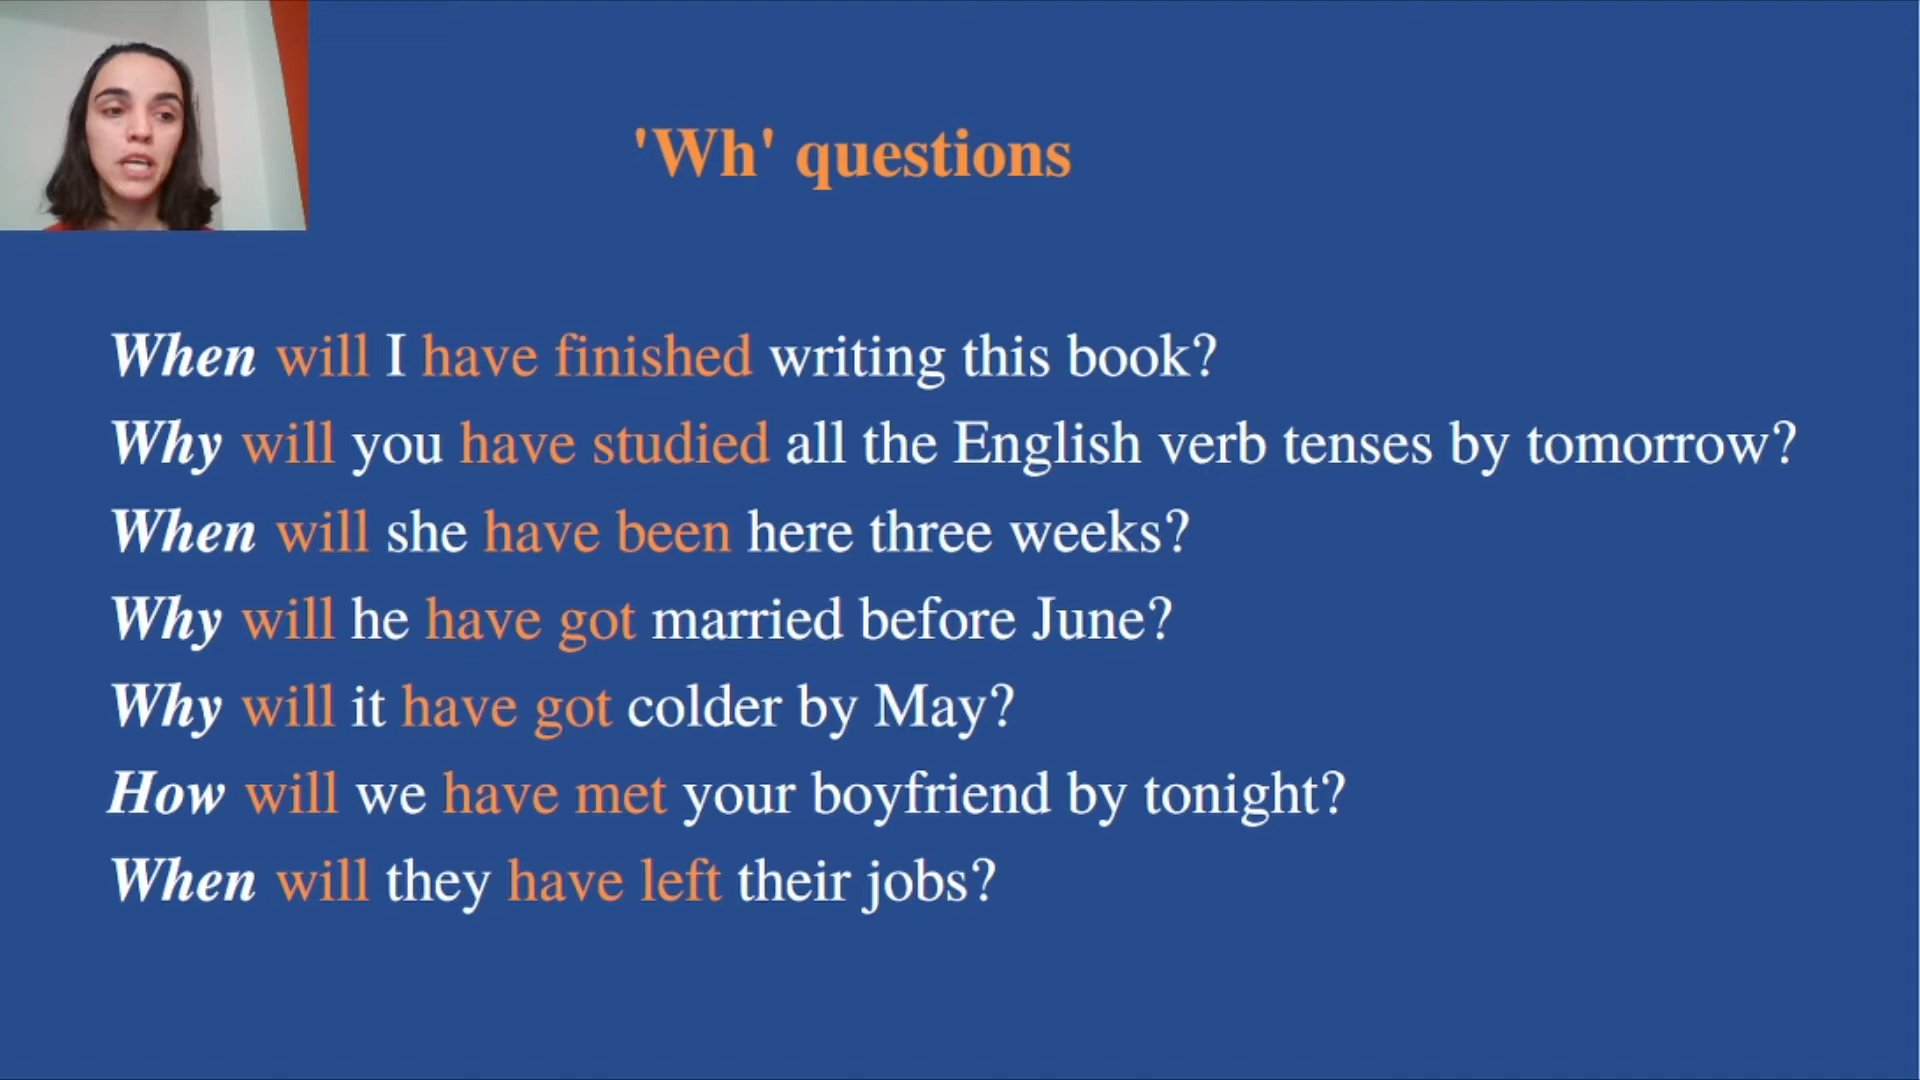 'Wh' questions
When will I have finished writing this book?
Why will you have studied all the English verb tenses by tomorrow?
When will she have been here three weeks?
Why will he have got married before June?
Why will it have got colder by May?
How will we have met your boyfriend by tonight?
When will they have left their jobs?